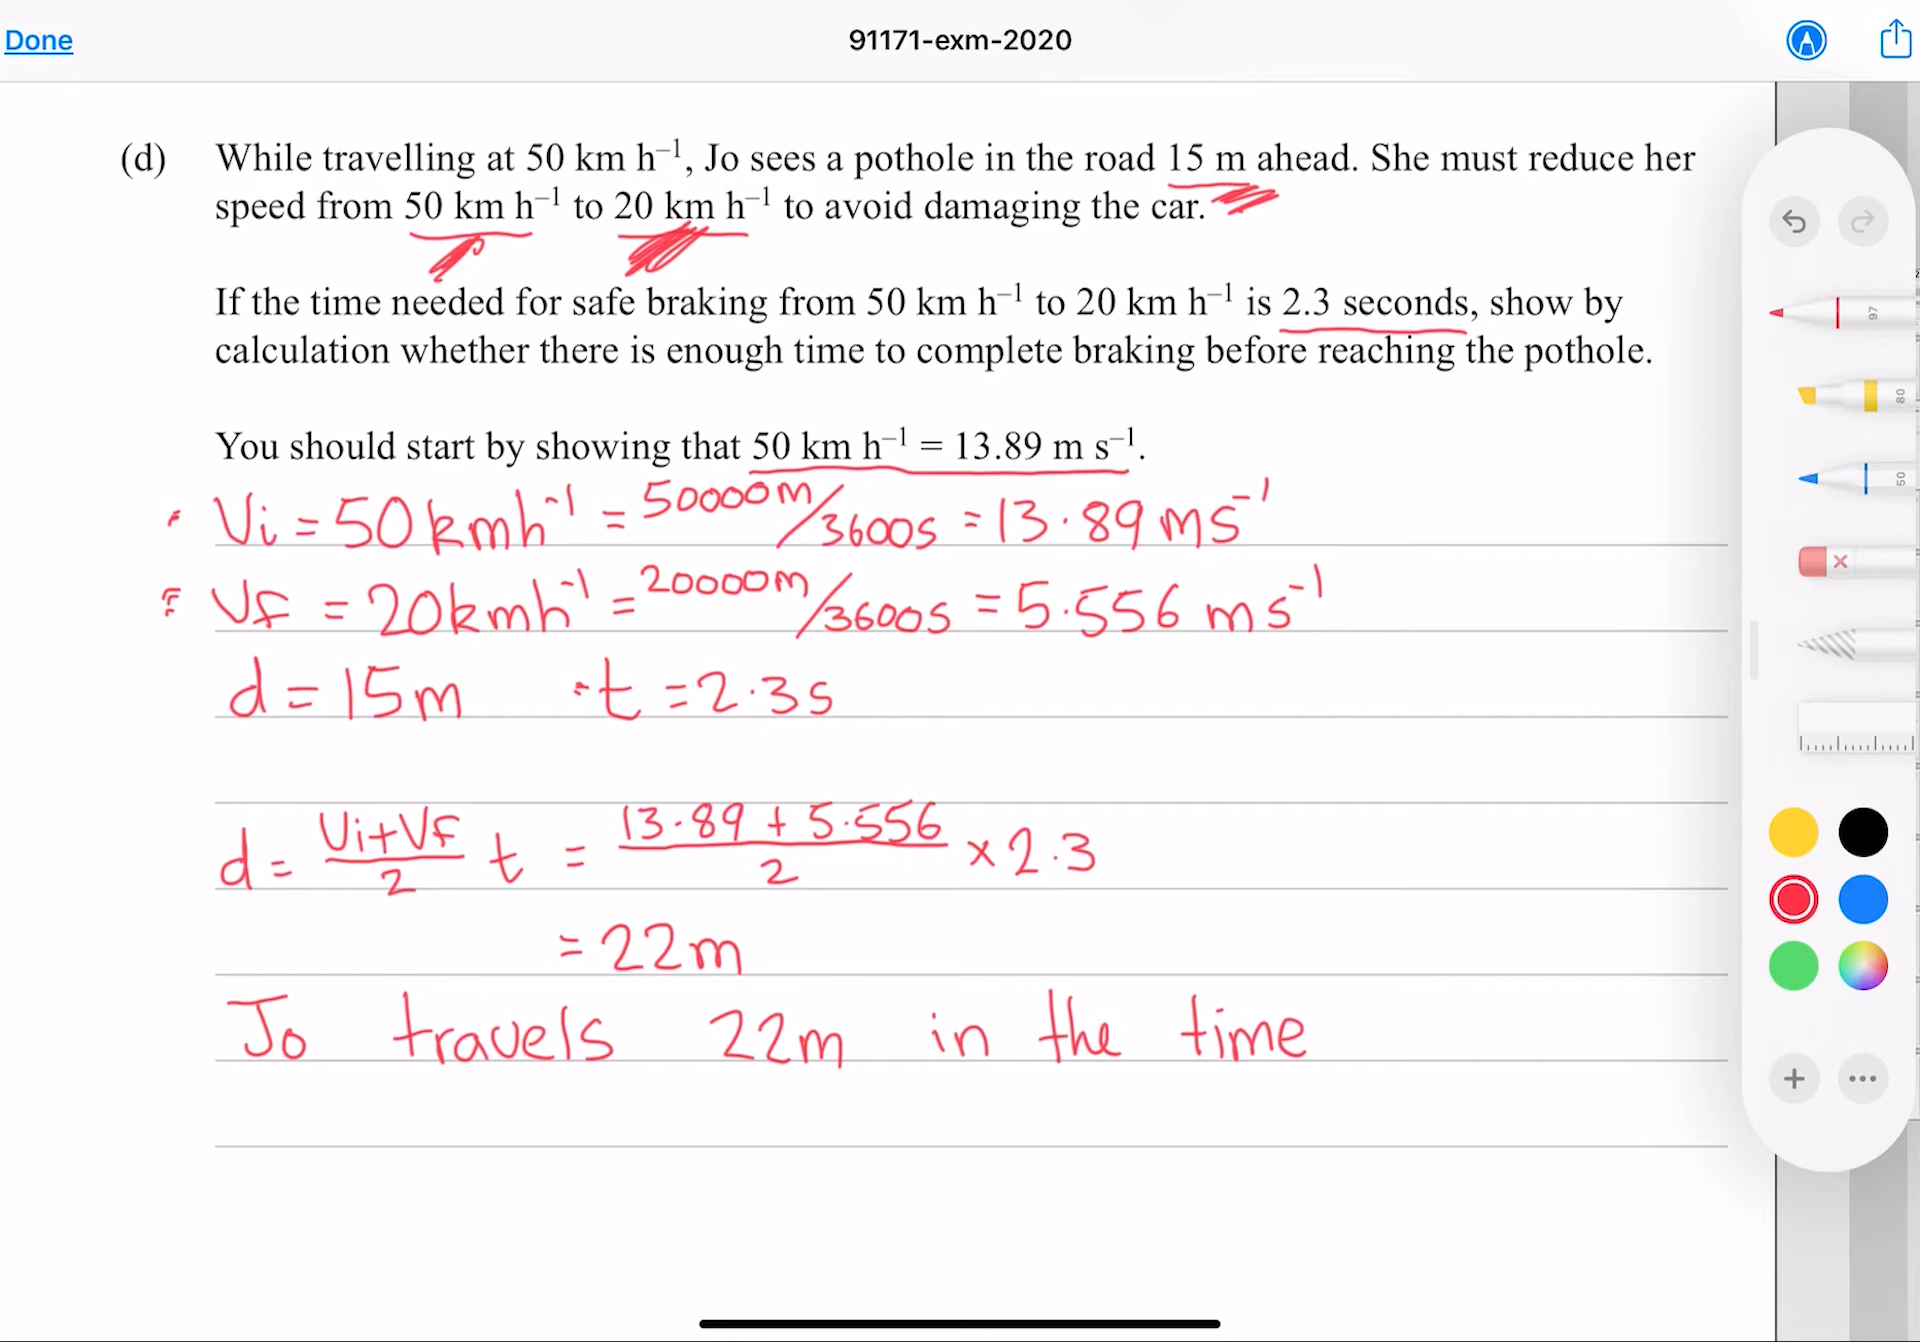 Done
91171-exm-2020
(d) While travelling at 50 km h⁻¹, Jo sees a pothole in the road 15 m ahead. She must reduce her
speed from 50 km h⁻¹ to 20 km h⁻¹ to avoid damaging the car.
If the time needed for safe braking from 50 km h⁻¹ to 20 km h⁻¹ is 2.3 seconds, show by
calculation whether there is enough time to complete braking before reaching the pothole.
You should start by showing that 50 km h⁻¹ = 13.89 m s⁻¹.
Vi = 50kmh⁻¹ = 50000m/3600s = 13.89 ms⁻¹
Vf = 20kmh⁻¹ = 20000m/3600s = 5.556 ms⁻¹
d = 15m t = 2.3s
d = Vi+Vf/2 t = 13.89 + 5.556/2 × 2.3
= 22m
Jo travels 22m in the time
97
80
50